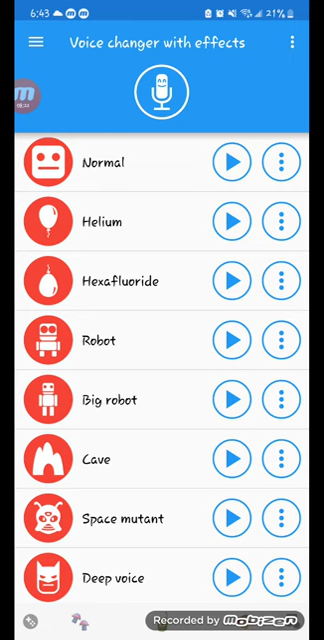 6:43
21%
Voice changer with effects
Normal
Helium
Hexafluoride
Robot
Big robot
Cave
Space mutant
Deep voice
Recorded by mobizen